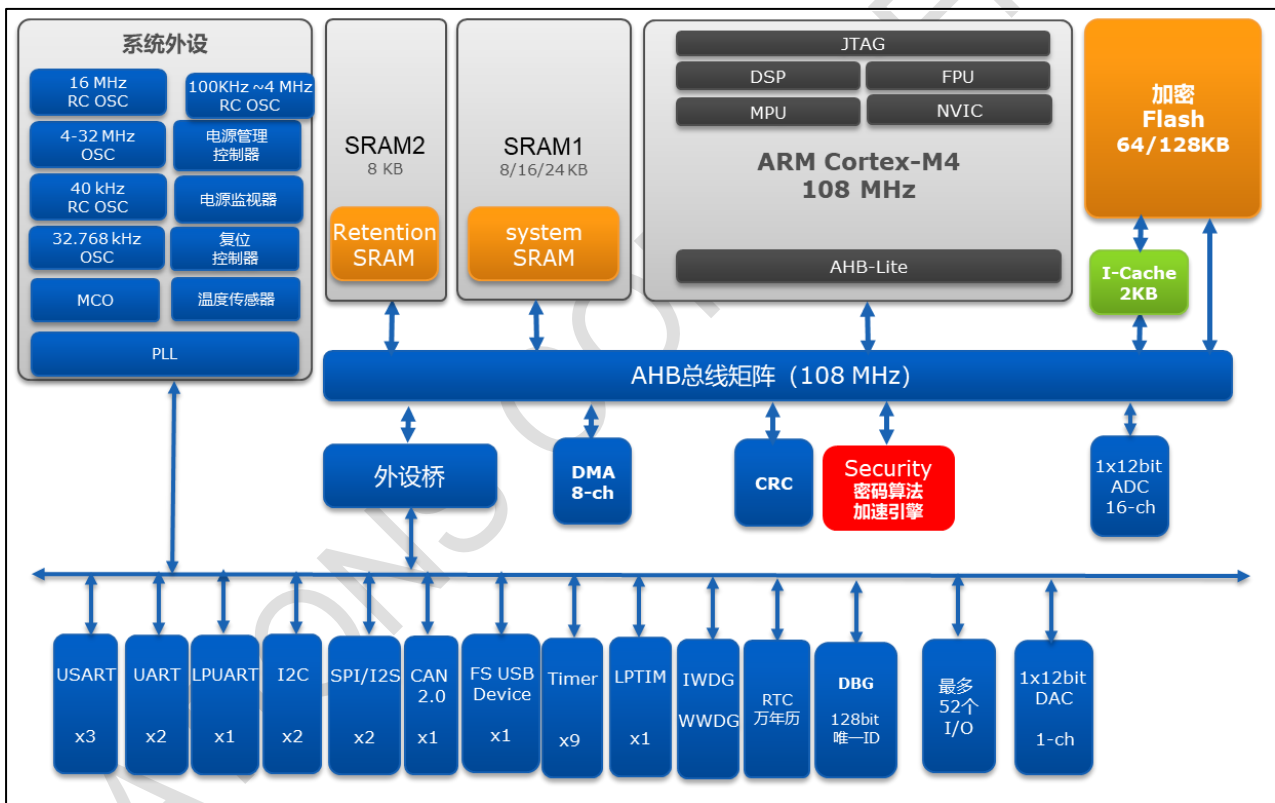 系统外设
16 MHz
RC OSC
100KHz ~4 MHz
RC OSC
4-32 MHz
OSC
电源管理
控制器
40 kHz
RC OSC
电源监视器
32.768 kHz
OSC
复位
控制器
MCO
温度传感器
PLL
SRAM2
8 KB
Retention
SRAM
SRAM1
8/16/24 KB
system
SRAM
JTAG
DSP
FPU
MPU
NVIC
ARM Cortex-M4
108 MHz
AHB-Lite
加密
Flash
64/128KB
I-Cache
2KB
AHB总线矩阵（108 MHz）
外设桥
DMA
8-ch
CRC
Security
密码算法
加速引擎
1x12bit
ADC
16-ch
USART
x3
UART
x2
LPUART
x1
I2C
x2
SPI/I2S
x2
CAN
2.0
x1
FS USB
Device
x1
Timer
x9
LPTIM
x1
IWDG
WWDG
RTC
万年历
DBG
128bit
唯一ID
最多
52个
I/O
1x12bit
DAC
1-ch